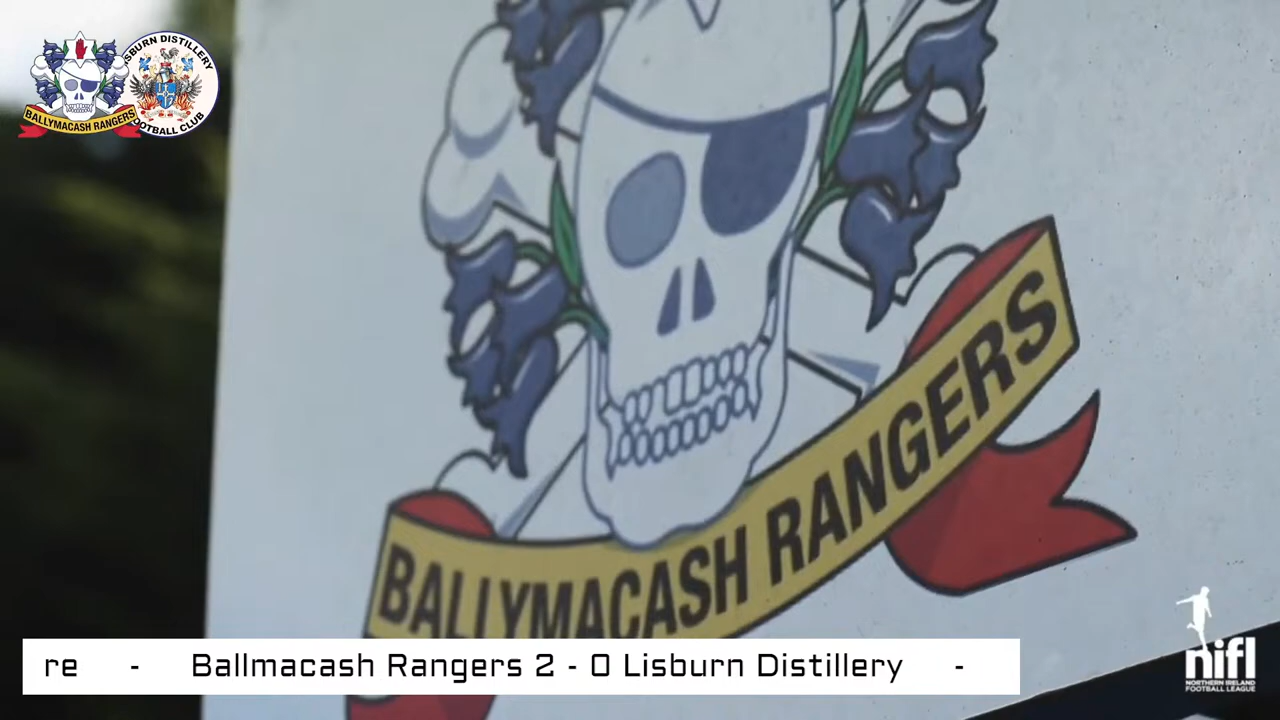 LISBURN DISTILLERY
BALLYMACASH RANGERS
FOOTBALL CLUB
BALLYMACASH RANGERS
re - Ballmacash Rangers 2 - 0 Lisburn Distillery -
nifl
NORTHERN IRELAND
FOOTBALL LEAGUE